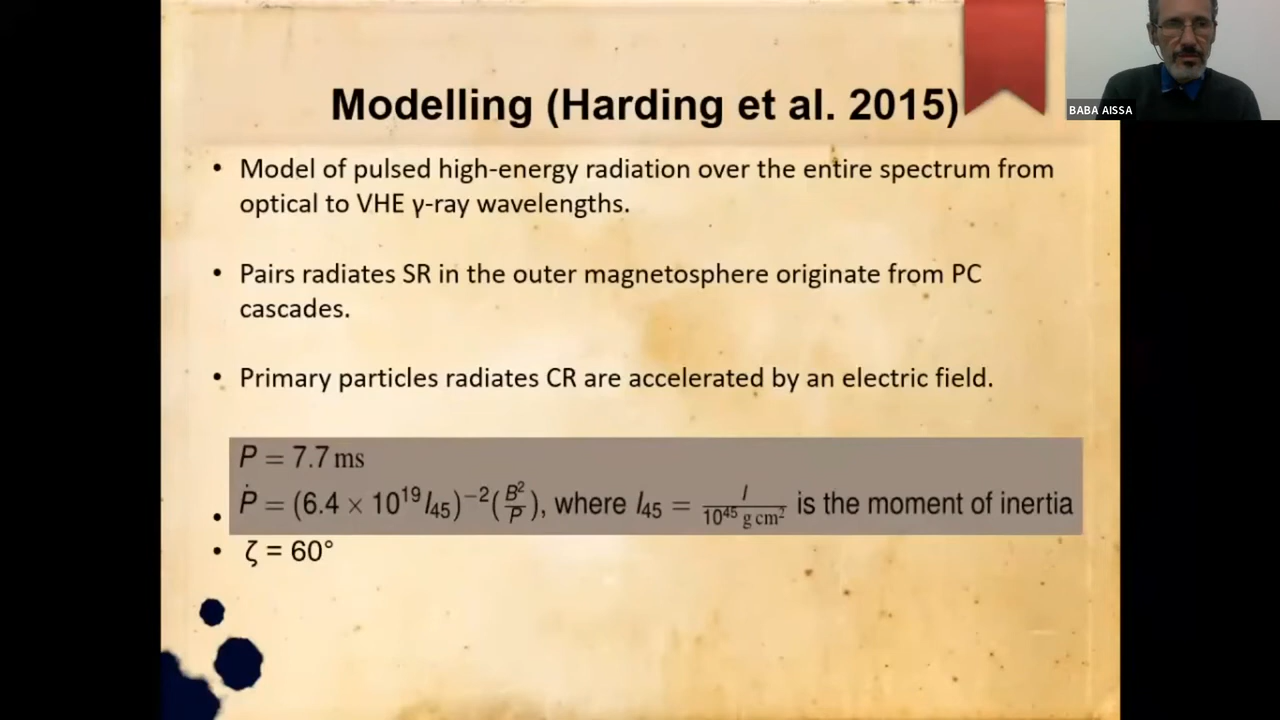 Modelling (Harding et al. 2015)
BABA AISSA
• Model of pulsed high-energy radiation over the entire spectrum from
optical to VHE γ-ray wavelengths.
• Pairs radiates SR in the outer magnetosphere originate from PC
cascades.
• Primary particles radiates CR are accelerated by an electric field.
P = 7.7 ms
• Ṗ = (6.4 × 10¹⁹I₄₅)⁻²(B²/P), where I₄₅ = I/10⁴⁵ g cm² is the moment of inertia
• ζ = 60°